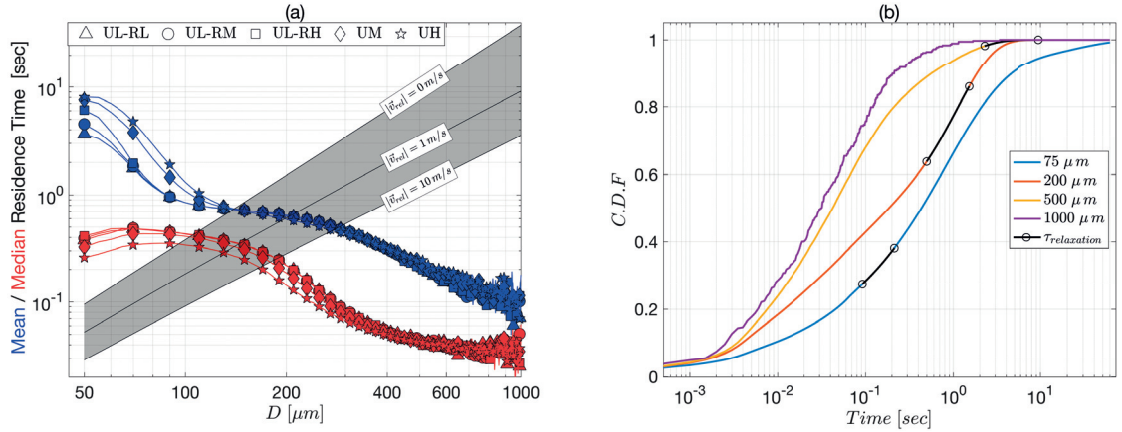 (a)
UL-RL UL-RM UL-RH UM UH
Mean / Median Residence Time [sec]
10^1
10^0
10^-1
|v⃗_rel| = 0 m/s
|v⃗_rel| = 1 m/s
|v⃗_rel| = 10 m/s
50 100 200 400 600 1000
D [μm]
(b)
C.D.F
1
0.8
0.6
0.4
0.2
0
75 μm
200 μm
500 μm
1000 μm
τ_relaxation
10^-3 10^-2 10^-1 10^0 10^1
Time [sec]